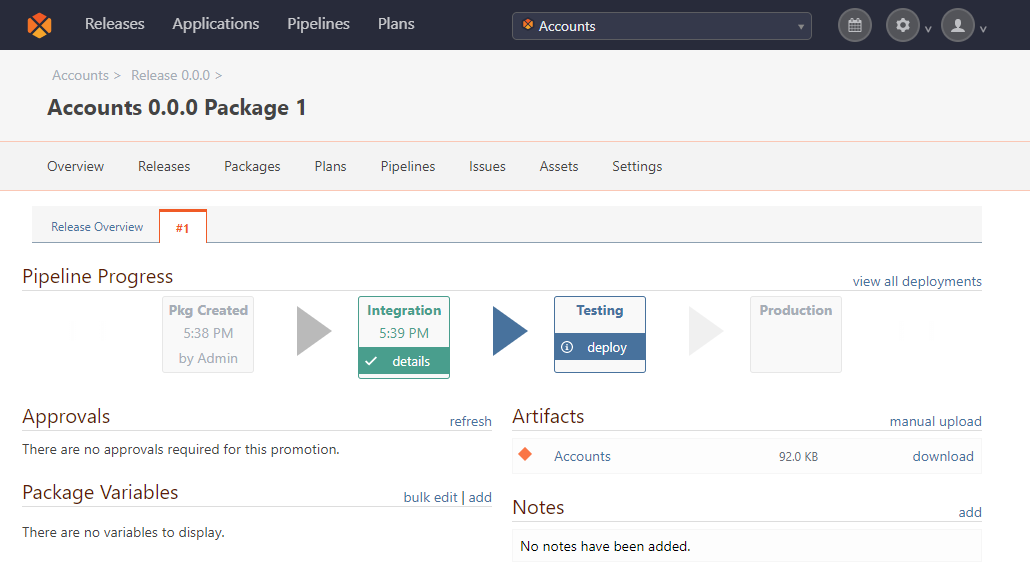 Releases Applications Pipelines Plans Accounts
Accounts > Release 0.0.0 >
Accounts 0.0.0 Package 1
Overview Releases Packages Plans Pipelines Issues Assets Settings
Release Overview #1
Pipeline Progress view all deployments
Pkg Created Integration Testing Production
5:38 PM 5:39 PM deploy
by Admin details
Approvals refresh Artifacts manual upload
There are no approvals required for this promotion. Accounts 92.0 KB download
Package Variables bulk edit | add Notes add
There are no variables to display. No notes have been added.